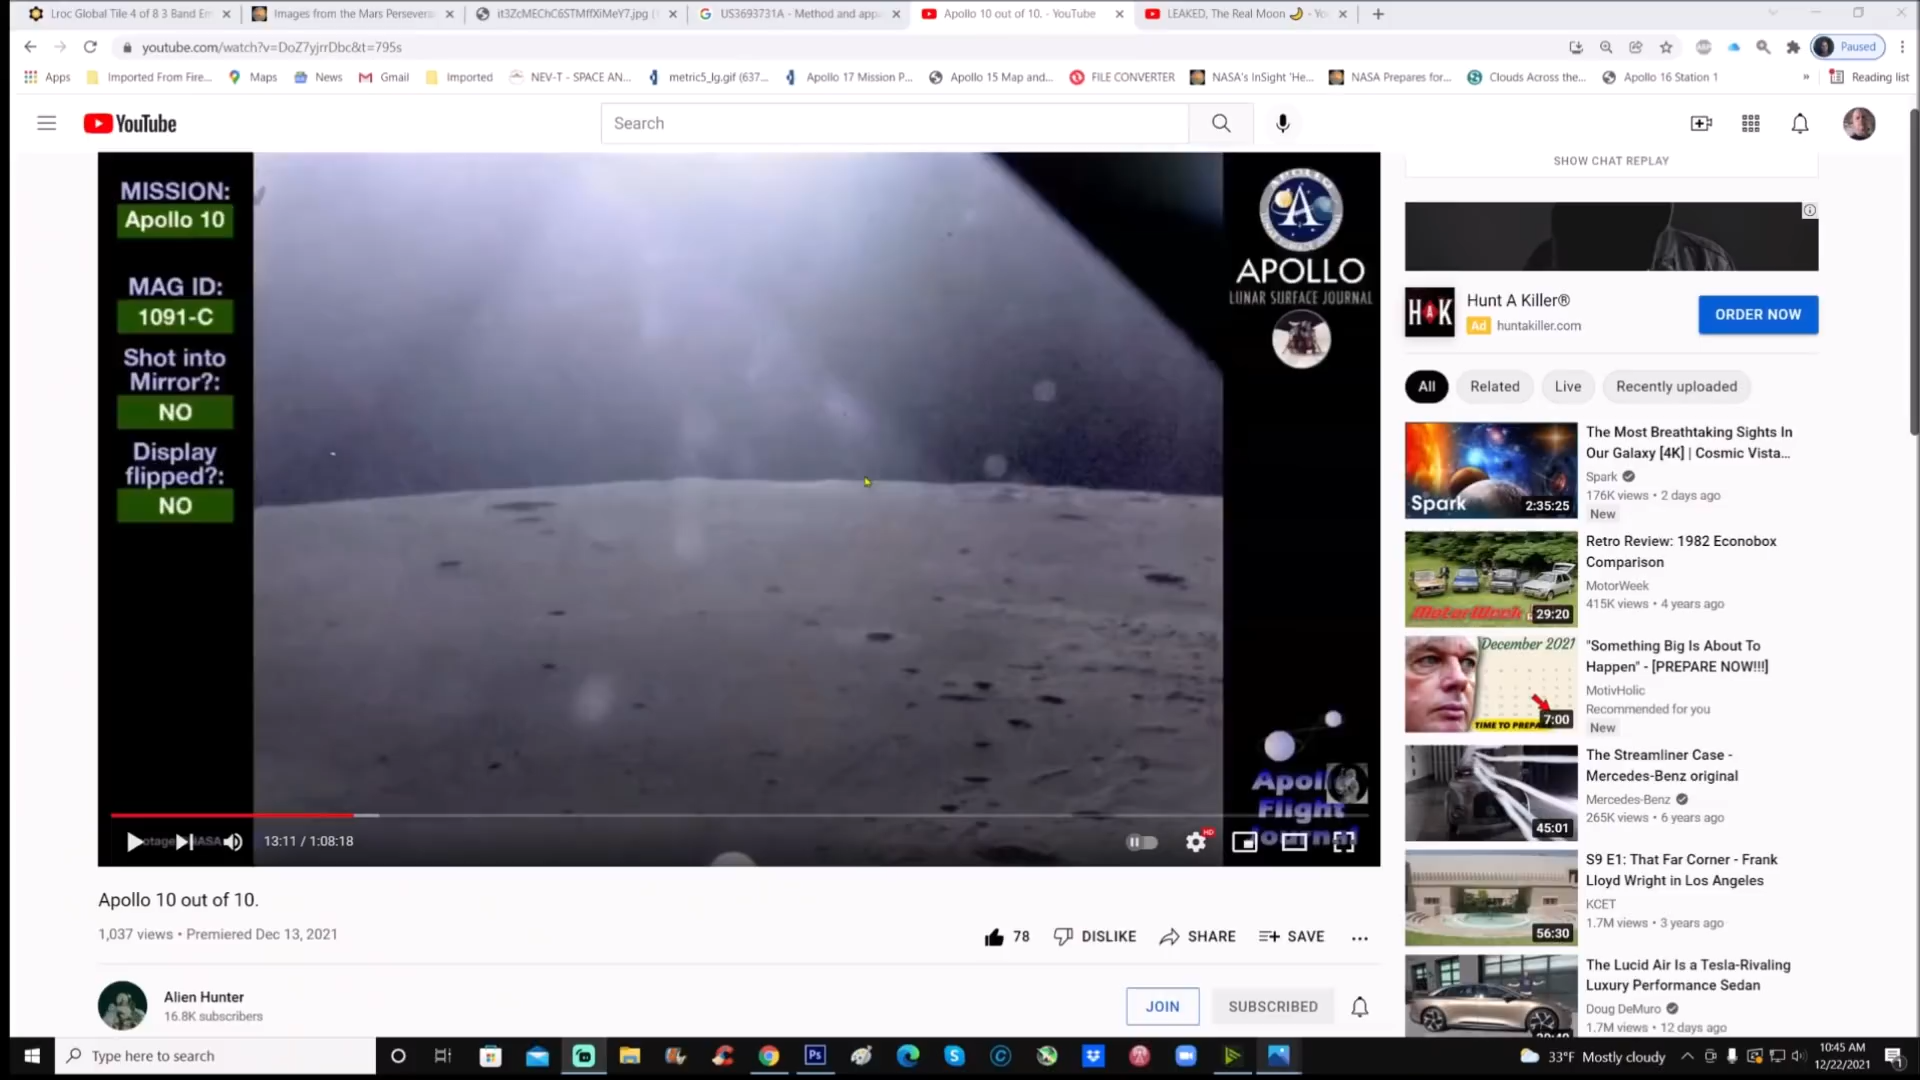 Lroc Global Tile 4 of 8 3 Band Em
Images from the Mars Persevera
it3ZcMEChC6STMffXiMeY7.jpg (
US3693731A - Method and appa
Apollo 10 out of 10. - YouTube
LEAKED, The Real Moon 🌙 - Yo
youtube.com/watch?v=DoZ7yjrrDbc&t=795s
Paused
Apps
Imported From Fire...
Maps
News
Gmail
Imported
NEV-T - SPACE AN...
metric5_lg.gif (637...
Apollo 17 Mission P...
Apollo 15 Map and...
FILE CONVERTER
NASA's InSight 'He...
NASA Prepares for...
Clouds Across the...
Apollo 16 Station 1
»
Reading list
YouTube
Search
MISSION:
Apollo 10
MAG ID:
1091-C
Shot into
Mirror?:
NO
Display
flipped?:
NO
A
APOLLO
LUNAR SURFACE JOURNAL
Flight
13:11 / 1:08:18
HD
Apollo 10 out of 10.
1,037 views • Premiered Dec 13, 2021
78
DISLIKE
SHARE
SAVE
Alien Hunter
16.8K subscribers
JOIN
SUBSCRIBED
SHOW CHAT REPLAY
HAK
Hunt A Killer®
Ad huntakiller.com
ORDER NOW
All
Related
Live
Recently uploaded
Spark
2:35:25
The Most Breathtaking Sights In
Our Galaxy [4K] | Cosmic Vista...
Spark
176K views • 2 days ago
New
MotorWeek
29:20
Retro Review: 1982 Econobox
Comparison
MotorWeek
415K views • 4 years ago
December 2021
TIME TO PREPA
7:00
"Something Big Is About To
Happen" - [PREPARE NOW!!!]
MotivHolic
Recommended for you
New
45:01
The Streamliner Case -
Mercedes-Benz original
Mercedes-Benz
265K views • 6 years ago
56:30
S9 E1: That Far Corner - Frank
Lloyd Wright in Los Angeles
KCET
1.7M views • 3 years ago
The Lucid Air Is a Tesla-Rivaling
Luxury Performance Sedan
Doug DeMuro
1.7M views • 12 days ago
Type here to search
Ps
33°F Mostly cloudy
10:45 AM
12/22/2021
1